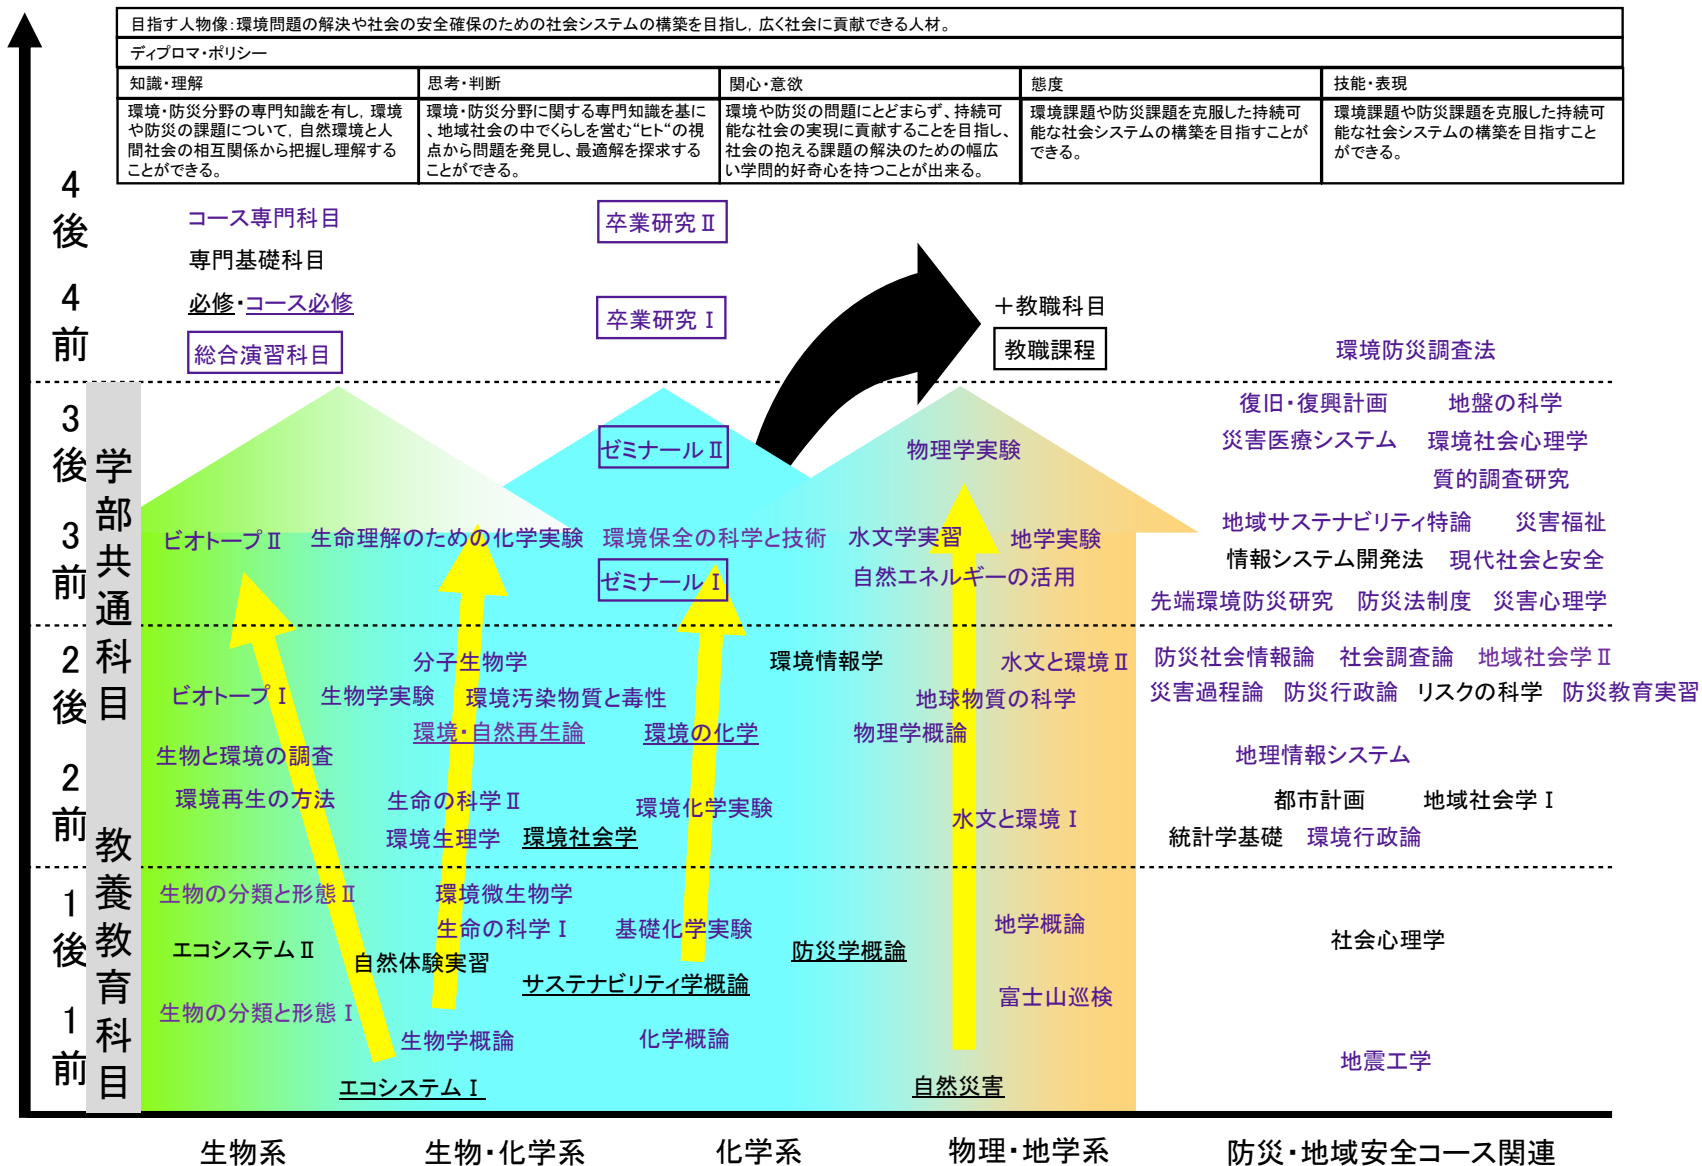 目指す人物像:環境問題の解決や社会の安全確保のための社会システムの構築を目指し，広く社会に貢献できる人材。
ディプロマ・ポリシー
知識・理解
思考・判断
関心・意欲
態度
技能・表現
環境・防災分野の専門知識を有し，環境
や防災の課題について，自然環境と人
間社会の相互関係から把握し理解する
ことができる。
環境・防災分野に関する専門知識を基に
、地域社会の中でくらしを営む“ヒト“の視
点から問題を発見し、最適解を探求する
ことができる。
環境や防災の問題にとどまらず、持続可
能な社会の実現に貢献することを目指し、
社会の抱える課題の解決のための幅広
い学問的好奇心を持つことが出来る。
環境課題や防災課題を克服した持続可
能な社会システムの構築を目指すことが
できる。
環境課題や防災課題を克服した持続可
能な社会システムの構築を目指すこと
ができる。
4後
コース専門科目
卒業研究Ⅱ
専門基礎科目
4前
必修・コース必修
総合演習科目
卒業研究Ⅰ
＋教職科目
教職課程
環境防災調査法
学部共通科目
教養教育科目
3後
ゼミナールⅡ
物理学実験
復旧・復興計画
地盤の科学
災害医療システム
環境社会心理学
質的調査研究
3前
ビオトープⅡ
生命理解のための化学実験
環境保全の科学と技術
水文学実習
地学実験
ゼミナールⅠ
自然エネルギーの活用
地域サステナビリティ特論
災害福祉
情報システム開発法
現代社会と安全
先端環境防災研究
防災法制度
災害心理学
2後
分子生物学
環境情報学
水文と環境Ⅱ
ビオトープⅠ
生物学実験
環境汚染物質と毒性
地球物質の科学
環境・自然再生論
環境の化学
物理学概論
防災社会情報論
社会調査論
地域社会学Ⅱ
災害過程論
防災行政論
リスクの科学
防災教育実習
生物と環境の調査
地理情報システム
2前
環境再生の方法
生命の科学Ⅱ
環境化学実験
水文と環境Ⅰ
環境生理学
環境社会学
都市計画
地域社会学Ⅰ
統計学基礎
環境行政論
1後
生物の分類と形態Ⅱ
環境微生物学
生命の科学Ⅰ
基礎化学実験
地学概論
エコシステムⅡ
自然体験実習
防災学概論
社会心理学
サステナビリティ学概論
1前
生物の分類と形態Ⅰ
富士山巡検
生物学概論
化学概論
地震工学
エコシステムⅠ
自然災害
生物系
生物・化学系
化学系
物理・地学系
防災・地域安全コース関連